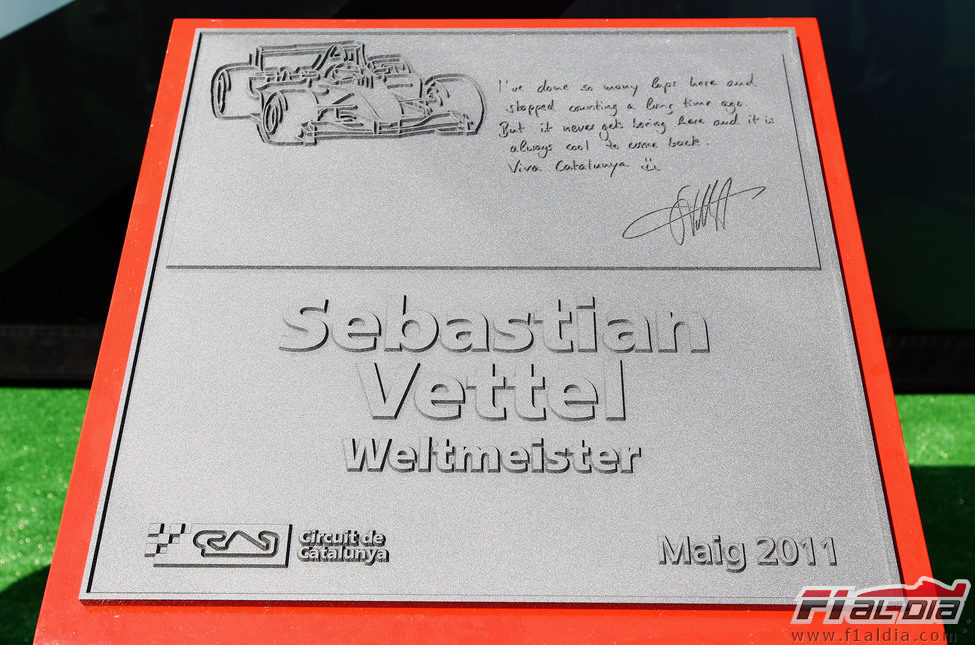 I've done so many laps here and
stopped counting a long time ago.
But it never gets boring here and it is
always cool to come back.
Viva Catalunya
Sebastian
Vettel
Weltmeister
Circuit de
Catalunya
Maig 2011
F1ALDIA
www.f1aldia.com